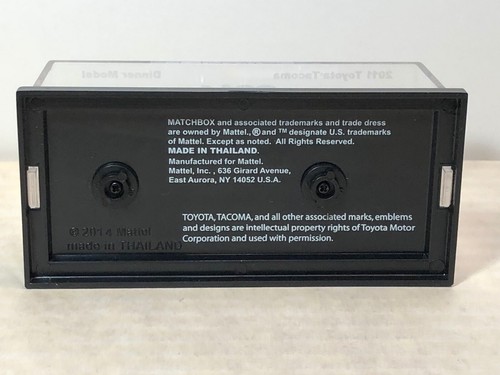 2011 Toyota Tacoma
Dinner Model
MATCHBOX and associated trademarks and trade dress
are owned by Mattel., ® and ™ designate U.S. trademarks
of Mattel. Except as noted. All Rights Reserved.
MADE IN THAILAND.
Manufactured for Mattel.
Mattel, Inc. , 636 Girard Avenue,
East Aurora, NY 14052 U.S.A.
TOYOTA, TACOMA, and all other associated marks, emblems
and designs are intellectual property rights of Toyota Motor
Corporation and used with permission.
© 2014 Mattel
made in THAILAND